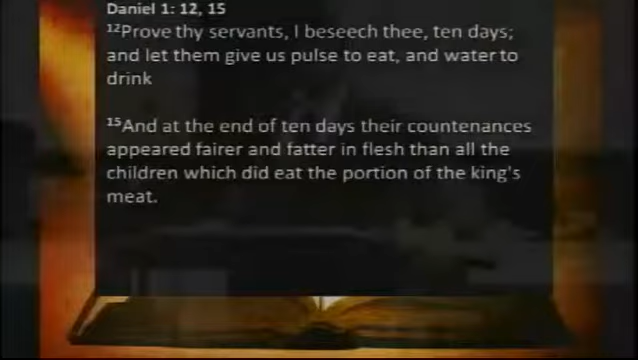 Daniel 1: 12, 15
¹²Prove thy servants, I beseech thee, ten days;
and let them give us pulse to eat, and water to
drink
¹⁵And at the end of ten days their countenances
appeared fairer and fatter in flesh than all the
children which did eat the portion of the king's
meat.